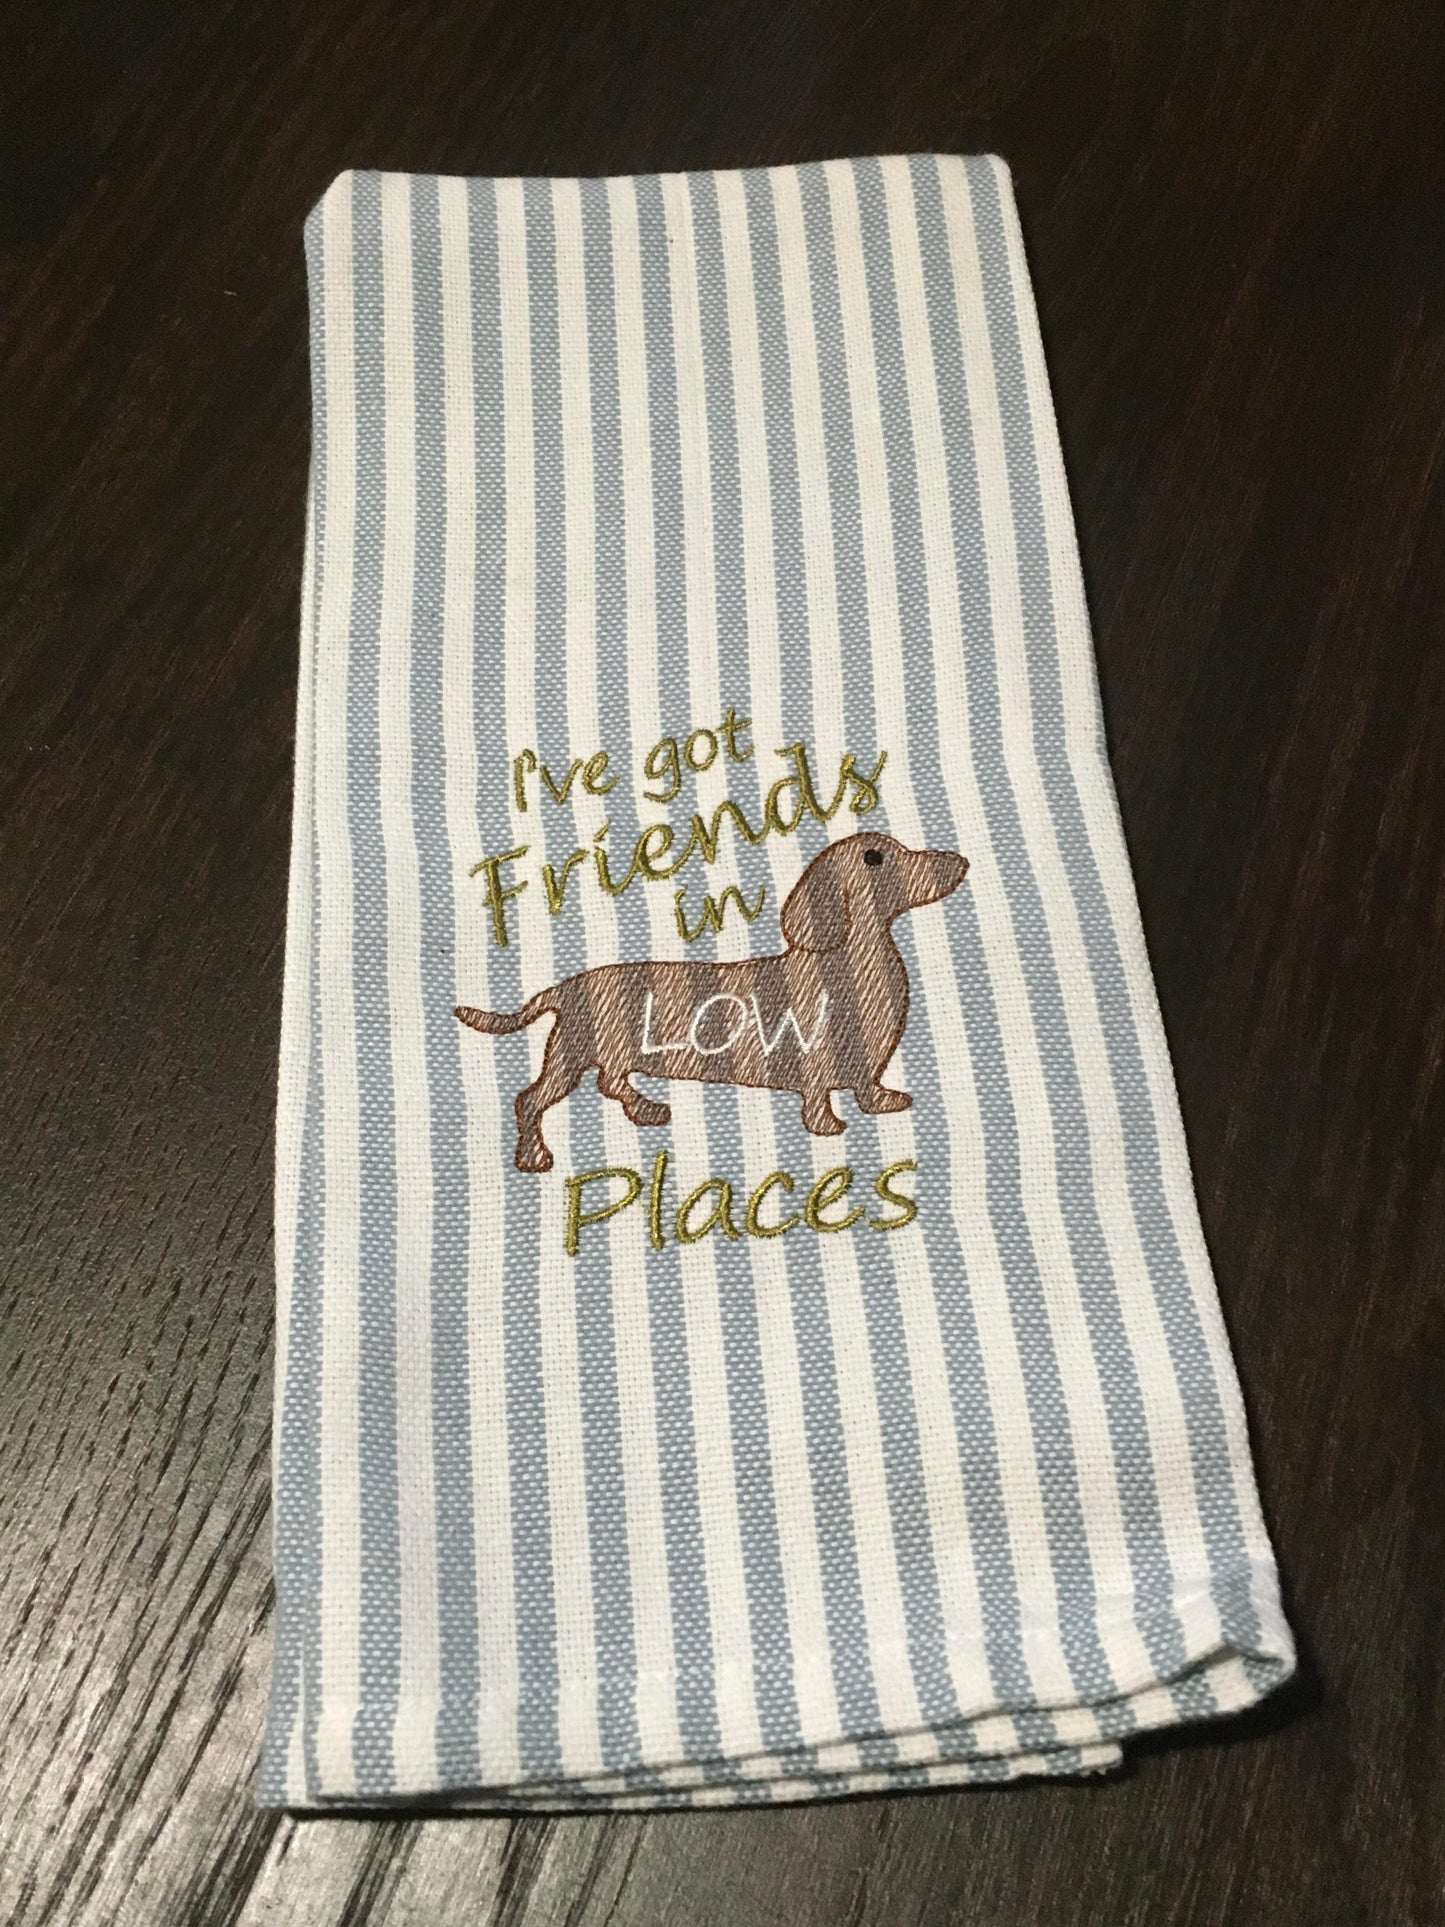 I've got
Friends
in
LOW
Places